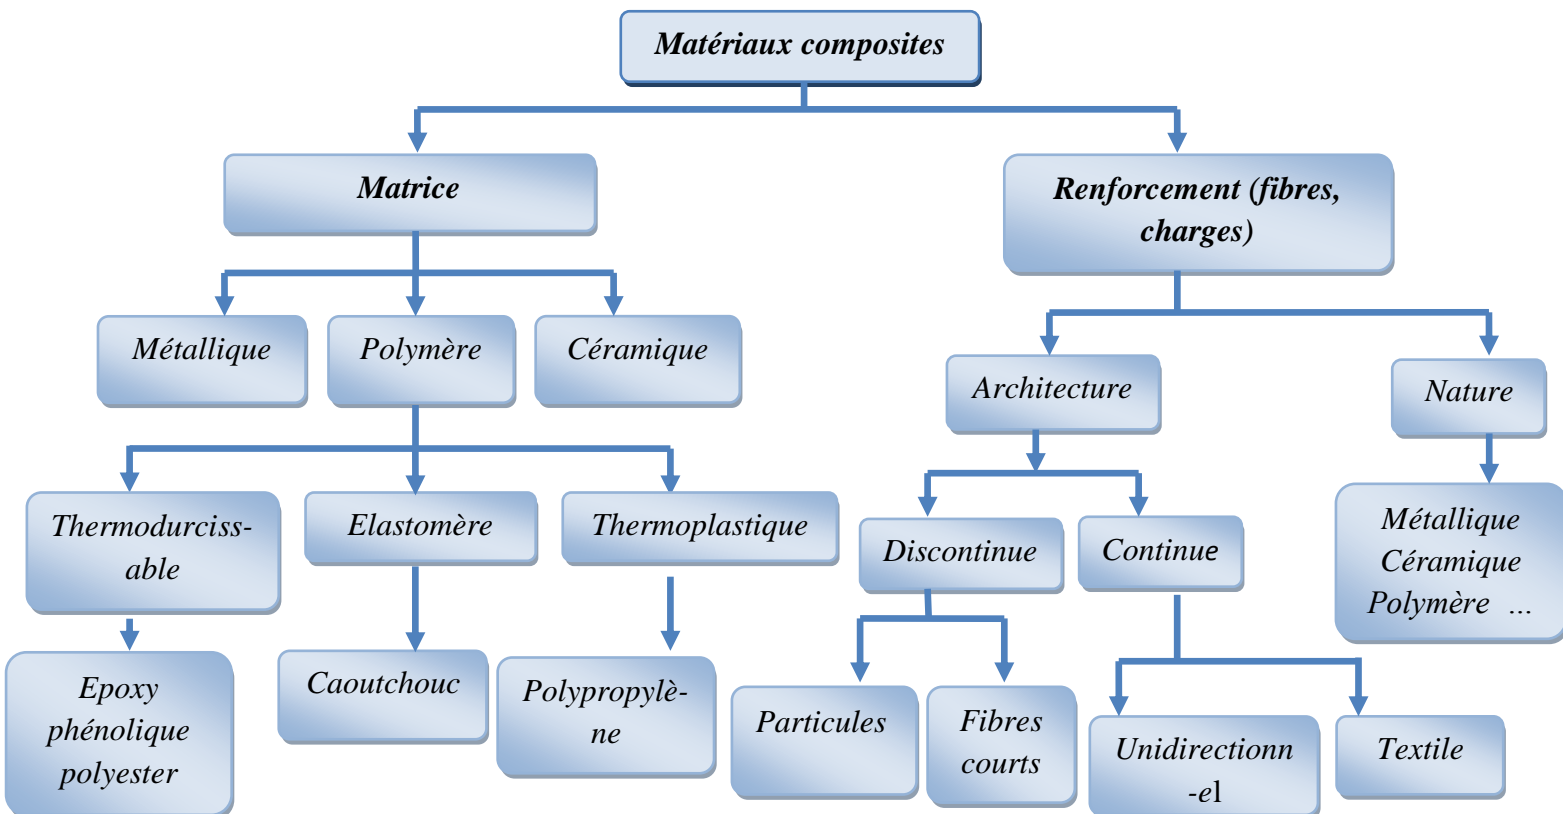 Matériaux composites
Matrice
Renforcement (fibres,
charges)
Métallique
Polymère
Céramique
Architecture
Nature
Thermodurciss-
able
Elastomère
Thermoplastique
Discontinue
Continue
Métallique
Céramique
Polymère ...
Epoxy
phénolique
polyester
Caoutchouc
Polypropylè-
ne
Particules
Fibres
courts
Unidirectionn
-el
Textile